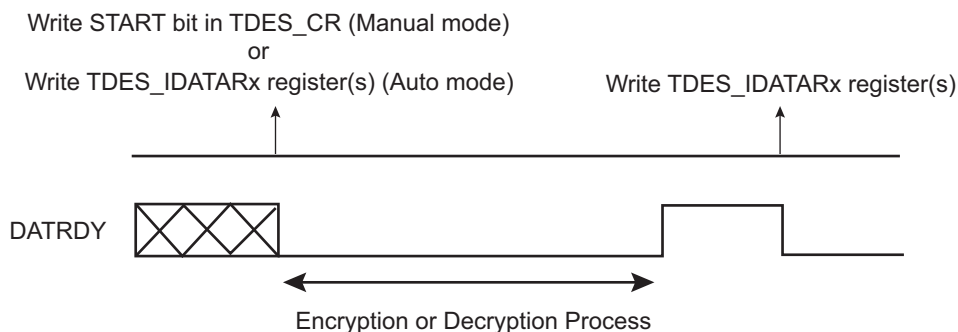 Write START bit in TDES_CR (Manual mode)
or
Write TDES_IDATARx register(s) (Auto mode)
Write TDES_IDATARx register(s)
DATRDY
Encryption or Decryption Process